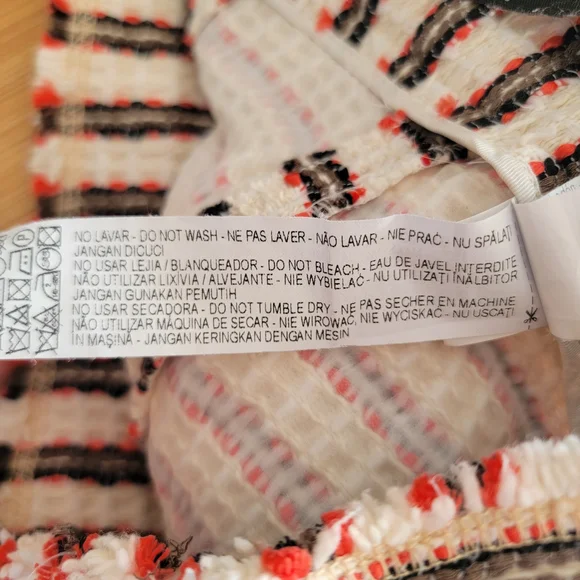 NO LAVAR - DO NOT WASH - NE PAS LAVER - NÃO LAVAR - NIE PRAĆ - NU SPĂLAȚI
JANGAN DICUCI
NO USAR LEJIA / BLANQUEADOR - DO NOT BLEACH - EAU DE JAVEL INTERDITE
NÃO UTILIZAR LIXIVIA / ALVEJANTE - NIE WYBIELAĆ - NU UTILIZAȚI ÎNĂLBITOR
JANGAN GUNAKAN PEMUTIH
NO USAR SECADORA - DO NOT TUMBLE DRY - NE PAS SECHER EN MACHINE
NÃO UTILIZAR MÁQUINA DE SECAR - NIE WIROWAĆ, NIE WYCISKAĆ - NU USCAȚI
ÎN MAȘINA - JANGAN KERINGKAN DENGAN MESIN